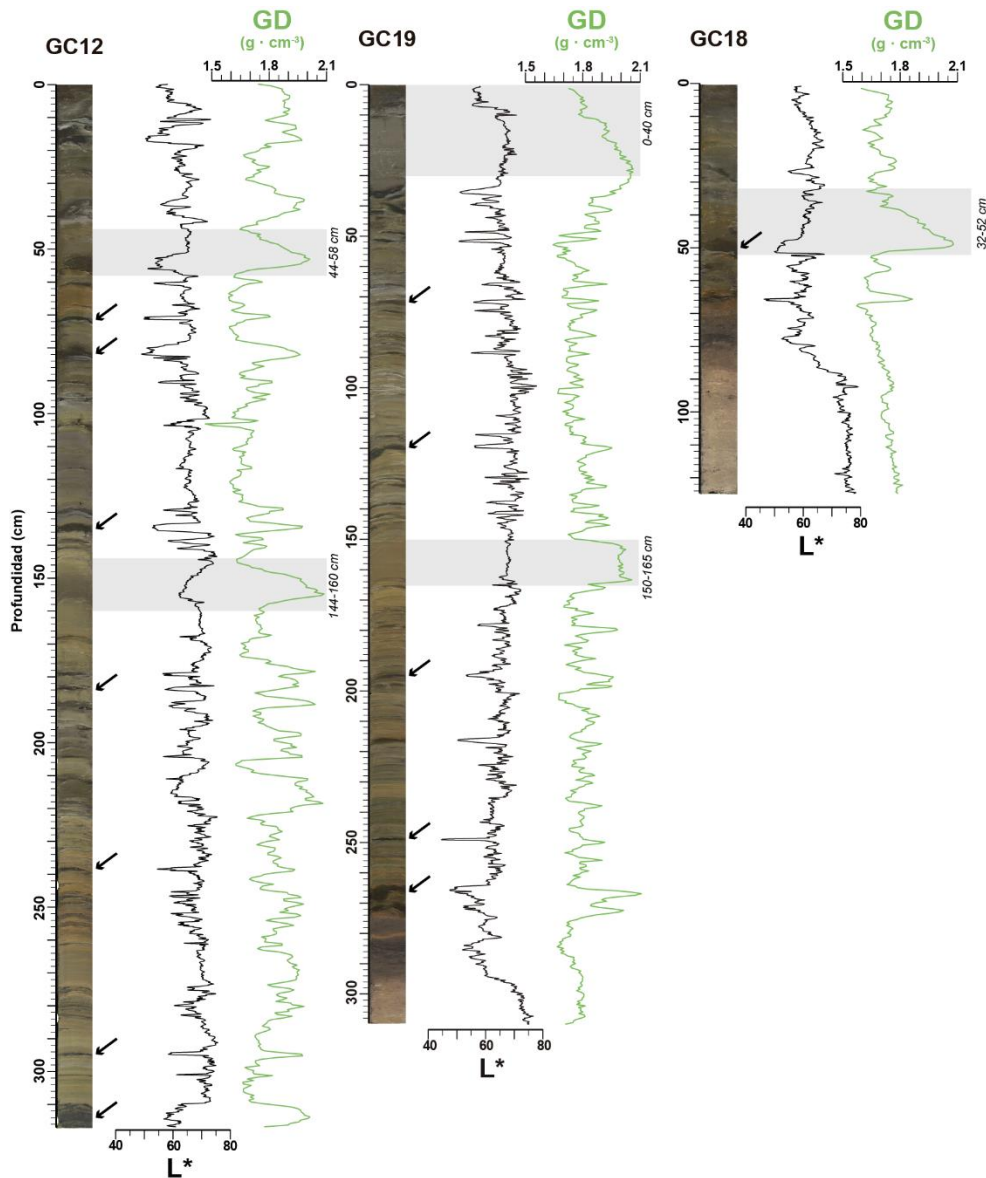 GC12
GD
(g · cm⁻³)
1.5 1.8 2.1
Profundidad (cm)
0
50
100
150
200
250
300
44-58 cm
144-160 cm
40 60 80
L*
GC19
GD
(g · cm⁻³)
1.5 1.8 2.1
0
50
100
150
200
250
300
0-40 cm
150-165 cm
40 60 80
L*
GC18
GD
(g · cm⁻³)
1.5 1.8 2.1
0
50
100
32-52 cm
40 60 80
L*